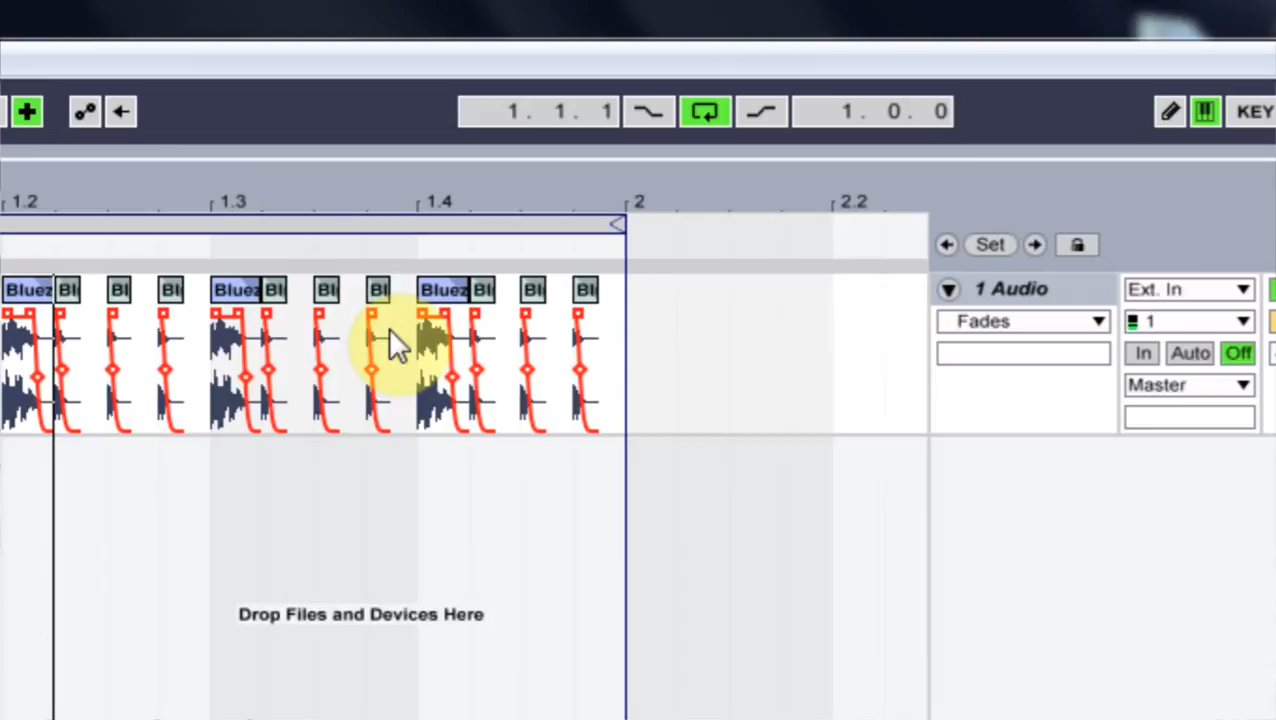 1. 1. 1
1. 0. 0
KEY
1.2 1.3 1.4 2 2.2
Set
Bluez Bl Bl Bl Bluez Bl Bl Bl Bluez Bl Bl Bl
1 Audio
Ext. In
Fades
1
In Auto Off
Master
Drop Files and Devices Here